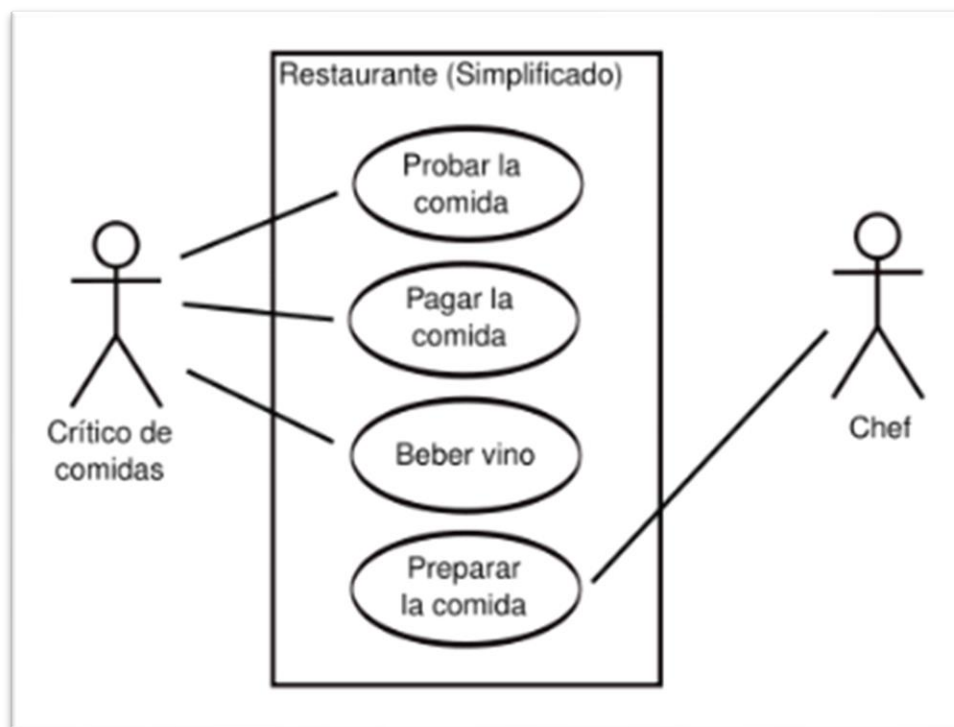 Restaurante (Simplificado)
Probar la
comida
Pagar la
comida
Beber vino
Preparar
la comida
Crítico de
comidas
Chef